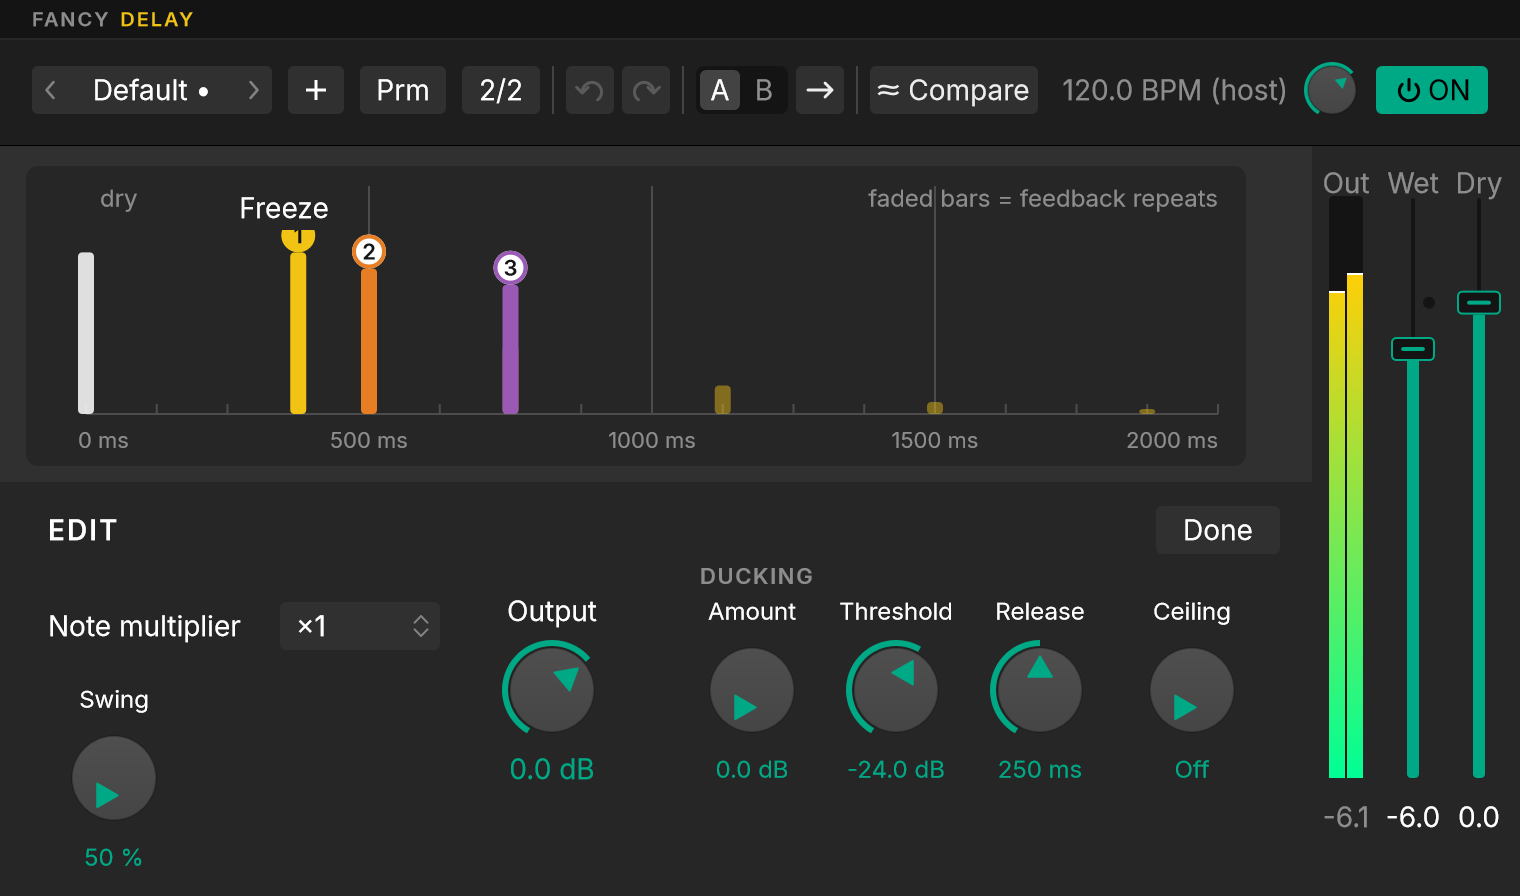 FANCY DELAY
Default •
+
Prm
2/2
A B
→
≈ Compare
120.0 BPM (host)
ON
dry
Freeze
faded bars = feedback repeats
1
2
3
0 ms
500 ms
1000 ms
1500 ms
2000 ms
Out Wet Dry
-6.1 -6.0 0.0
EDIT
Done
DUCKING
Note multiplier
×1
Output
Amount
Threshold
Release
Ceiling
0.0 dB
0.0 dB
-24.0 dB
250 ms
Off
Swing
50 %